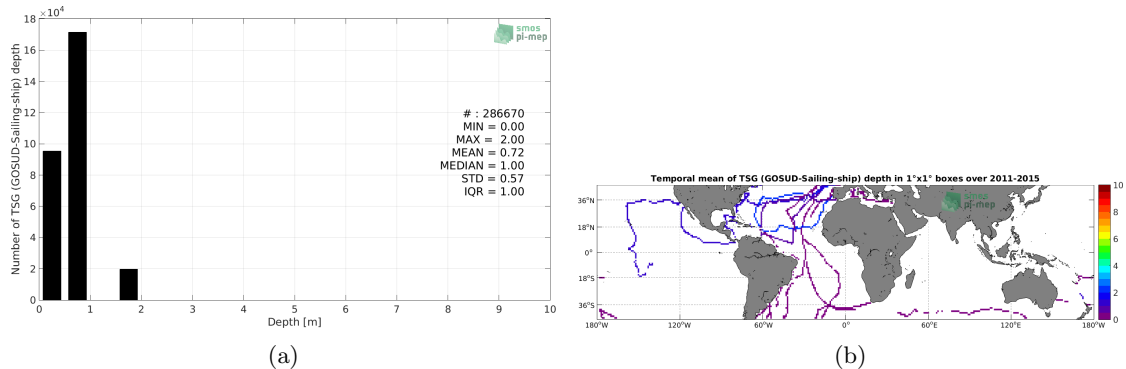 ×10⁴
18
16
14
12
10
8
6
4
2
0
Number of TSG (GOSUD-Sailing-ship) depth
smos
pi-mep
# : 286670
MIN = 0.00
MAX = 2.00
MEAN = 0.72
MEDIAN = 1.00
STD = 0.57
IQR = 1.00
0 1 2 3 4 5 6 7 8 9 10
Depth [m]
(a)
Temporal mean of TSG (GOSUD-Sailing-ship) depth in 1°x1° boxes over 2011-2015
smos
pi-mep
36°N
18°N
0°
18°S
36°S
180°W 120°W 60°W 0° 60°E 120°E 180°W
10
8
6
4
2
0
(b)